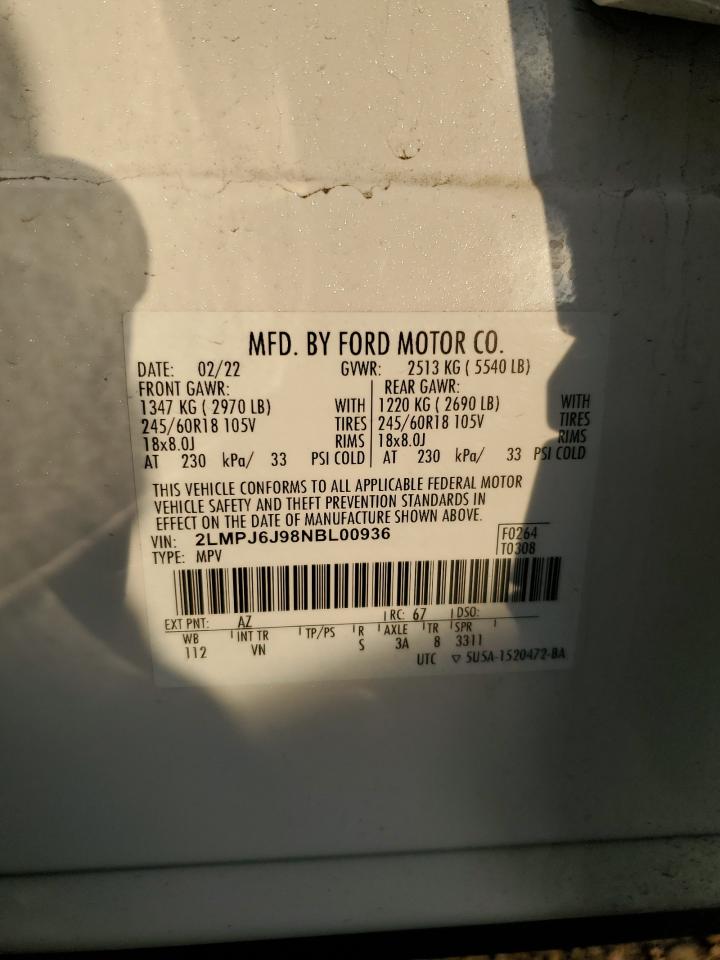 MFD. BY FORD MOTOR CO.
DATE: 02/22 GVWR: 2513 KG ( 5540 LB)
FRONT GAWR: REAR GAWR:
1347 KG ( 2970 LB) WITH 1220 KG ( 2690 LB) WITH
245/60R18 105V TIRES 245/60R18 105V TIRES
18x8.0J RIMS 18x8.0J RIMS
AT 230 kPa/ 33 PSI COLD AT 230 kPa/ 33 PSI COLD
THIS VEHICLE CONFORMS TO ALL APPLICABLE FEDERAL MOTOR
VEHICLE SAFETY AND THEFT PREVENTION STANDARDS IN
EFFECT ON THE DATE OF MANUFACTURE SHOWN ABOVE.
VIN: 2LMPJ6J98NBL00936 F0264
TYPE: MPV T0308
EXT PNT: AZ RC: 67 DSO:
WB INT TR TP/PS R AXLE TR SPR
112 VN S 3A 8 3311
UTC ▽ 5U5A-1520472-BA